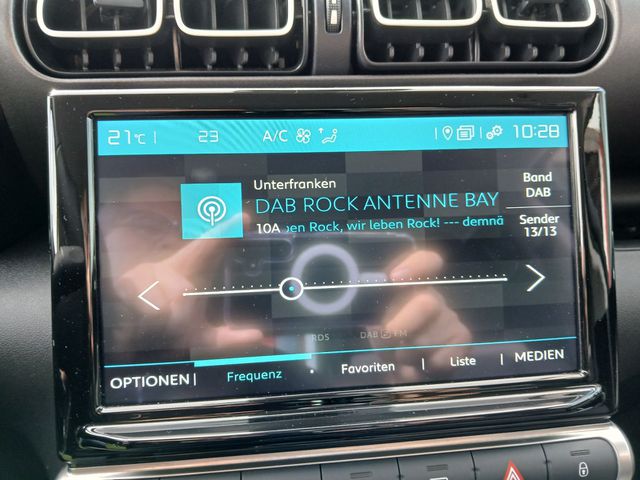 21°C 23 A/C 10:28
Unterfranken
DAB ROCK ANTENNE BAY
10A en Rock, wir leben Rock! --- demnä
Band
DAB
Sender
13/13
RDS DAB FM
OPTIONEN Frequenz Favoriten Liste MEDIEN